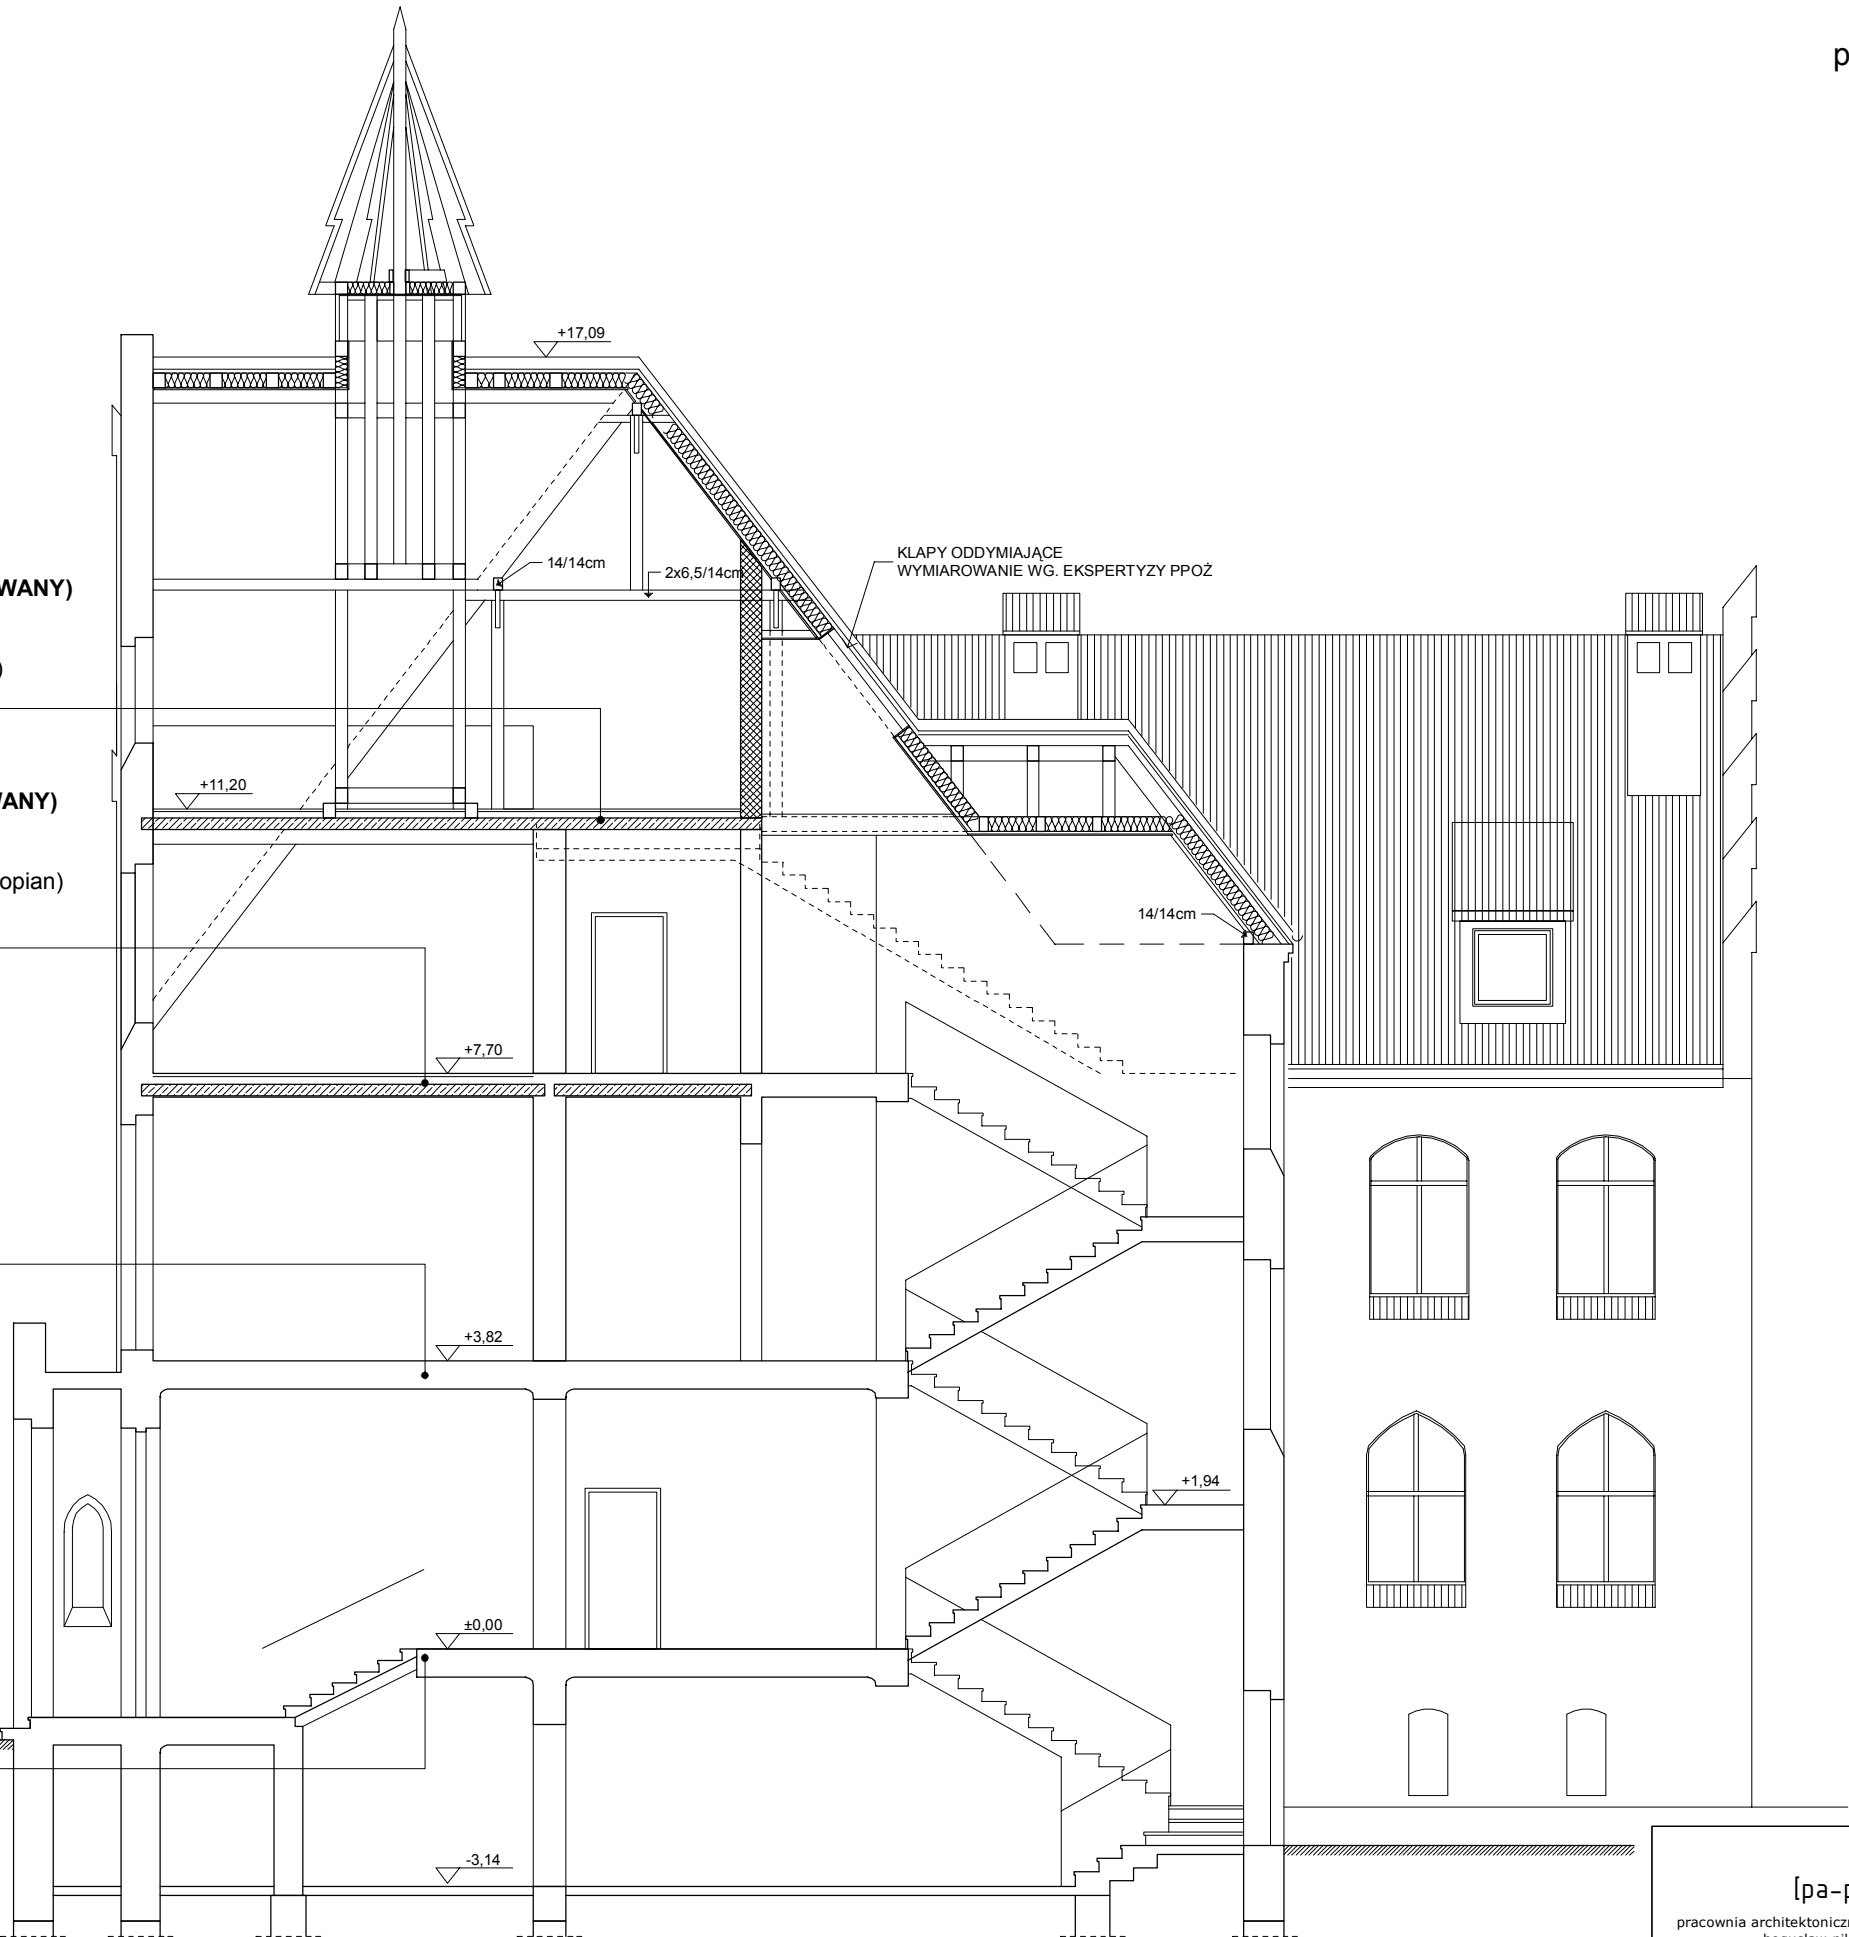 p
+17,09
KLAPY ODDYMIAJĄCE
WYMIAROWANIE WG. EKSPERTYZY PPOŻ
14/14cm
2x6,5/14cm
WANY)
)
+11,20
WANY)
opian)
14/14cm
+7,70
+3,82
+1,94
±0,00
-3,14
[pa-p
pracownia architektoniczn